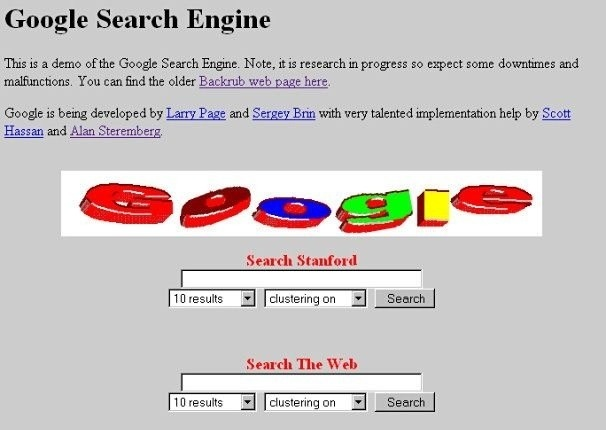 Google Search Engine
This is a demo of the Google Search Engine. Note, it is research in progress so expect some downtimes and
malfunctions. You can find the older Backrub web page here.
Google is being developed by Larry Page and Sergey Brin with very talented implementation help by Scott
Hassan and Alan Steremberg.
Google
Search Stanford
10 results clustering on Search
Search The Web
10 results clustering on Search